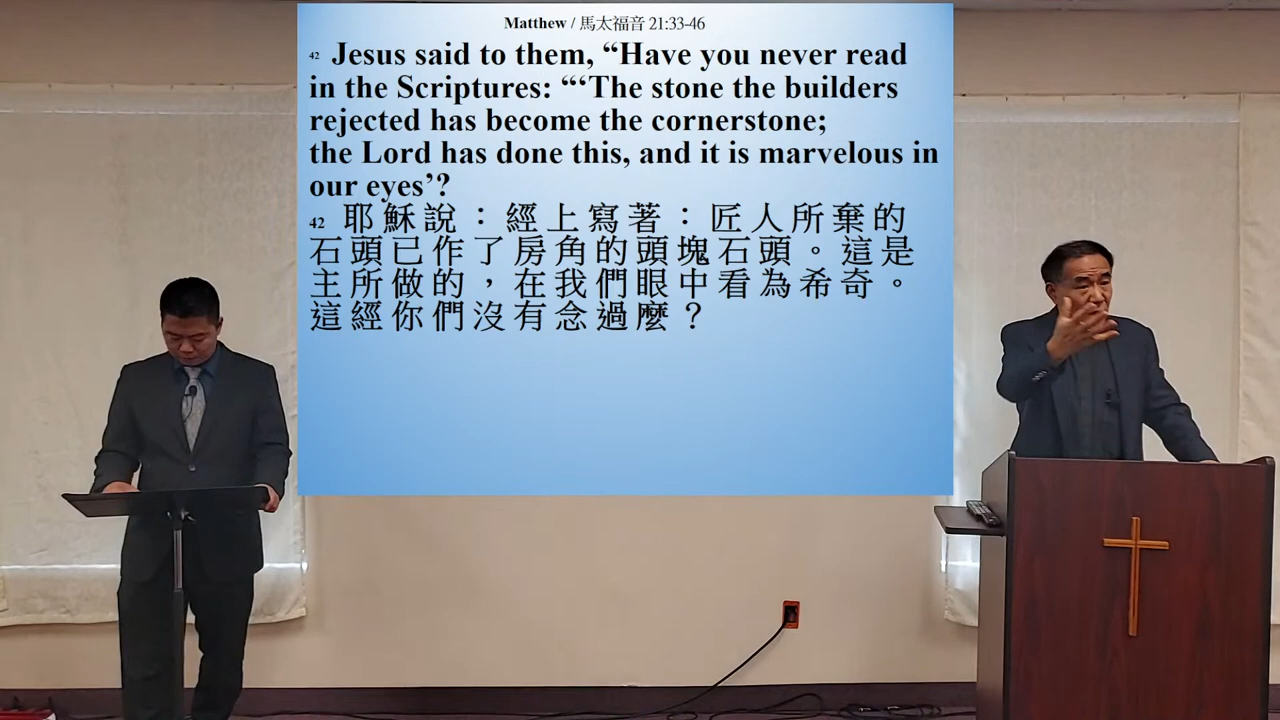 Matthew / 馬太福音 21:33-46
42 Jesus said to them, “Have you never read
in the Scriptures: “‘The stone the builders
rejected has become the cornerstone;
the Lord has done this, and it is marvelous in
our eyes’?
42 耶穌說：經上寫著：匠人所棄的
石頭已作了房角的頭塊石頭。這是
主所做的，在我們眼中看為希奇。
這經你們沒有念過麼？